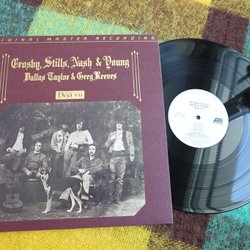 ORIGINAL MASTER RECORDING
Crosby, Stills, Nash & Young
Dallas Taylor & Greg Reeves
Déjà vu